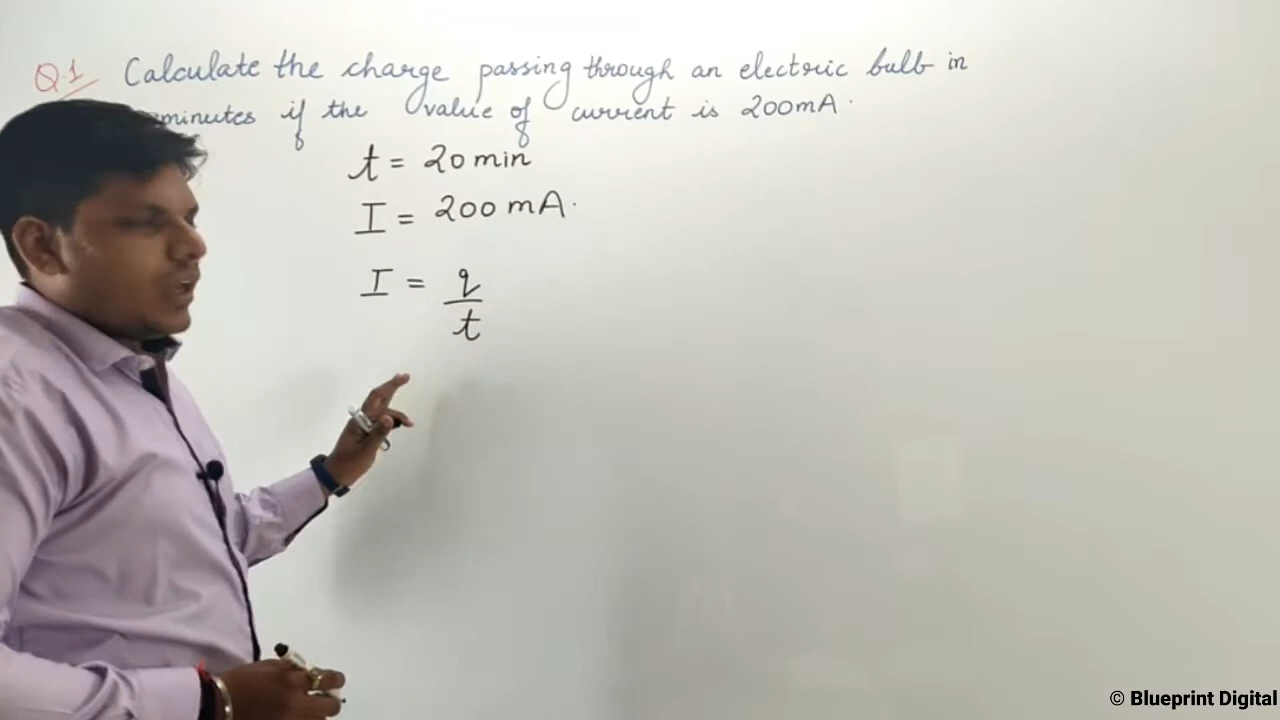 Q.1 Calculate the charge passing through an electric bulb in
minutes if the value of current is 200mA.
t = 20 min
I = 200 mA.
I = q
t
© Blueprint Digital